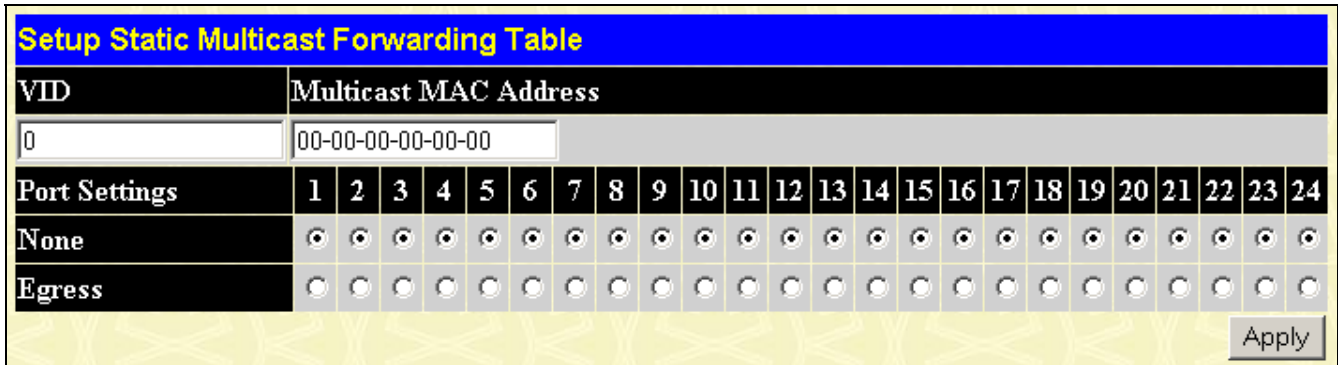 Setup Static Multicast Forwarding Table
VID Multicast MAC Address
0 00-00-00-00-00-00
Port Settings 1 2 3 4 5 6 7 8 9 10 11 12 13 14 15 16 17 18 19 20 21 22 23 24
None
Egress
Apply